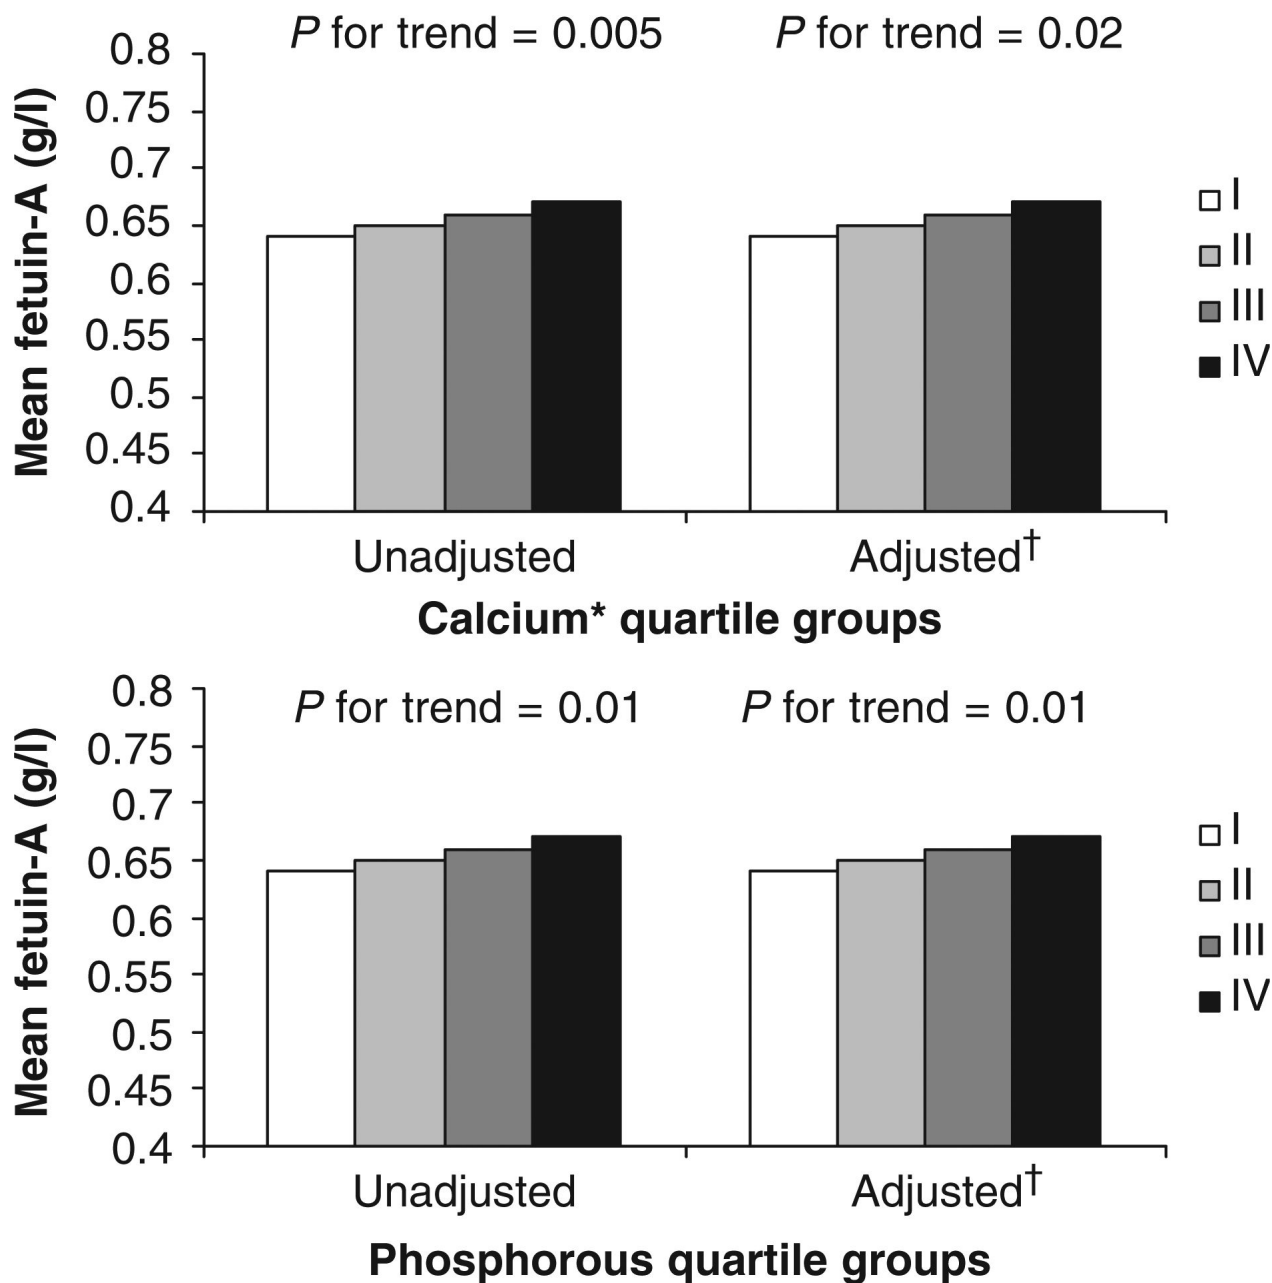 P for trend = 0.005 P for trend = 0.02
Mean fetuin-A (g/l)
0.8
0.75
0.7
0.65
0.6
0.55
0.5
0.45
0.4
I
II
III
IV
Unadjusted Adjusted†
Calcium* quartile groups
P for trend = 0.01 P for trend = 0.01
Mean fetuin-A (g/l)
0.8
0.75
0.7
0.65
0.6
0.55
0.5
0.45
0.4
I
II
III
IV
Unadjusted Adjusted†
Phosphorous quartile groups